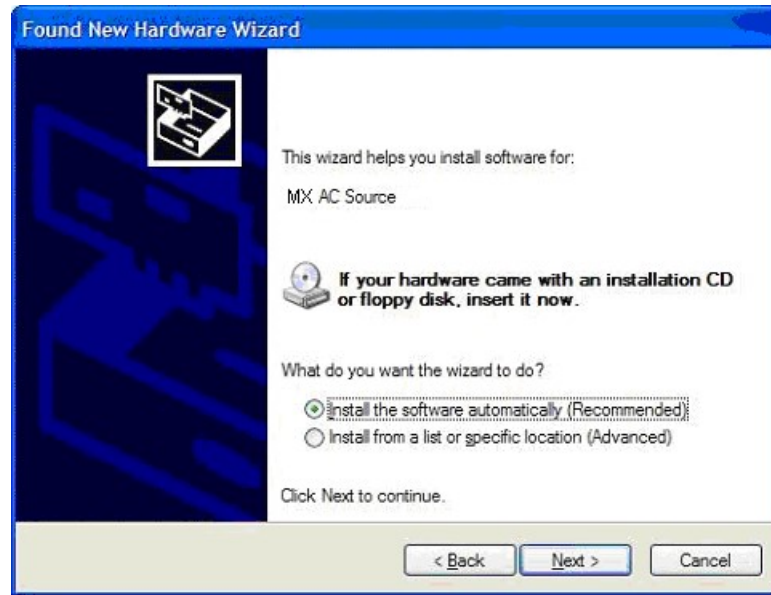 Found New Hardware Wizard
This wizard helps you install software for:
MX AC Source
If your hardware came with an installation CD
or floppy disk, insert it now.
What do you want the wizard to do?
Install the software automatically (Recommended)
Install from a list or specific location (Advanced)
Click Next to continue.
< Back Next > Cancel